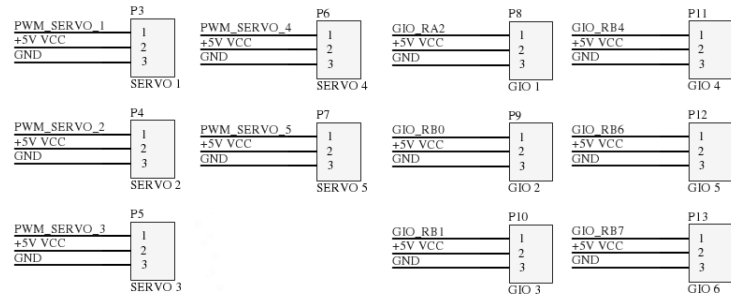 P3
PWM_SERVO_1 1
+5V VCC 2
GND 3
SERVO 1
P6
PWM_SERVO_4 1
+5V VCC 2
GND 3
SERVO 4
P8
GIO_RA2 1
+5V VCC 2
GND 3
GIO 1
P11
GIO_RB4 1
+5V VCC 2
GND 3
GIO 4
P4
PWM_SERVO_2 1
+5V VCC 2
GND 3
SERVO 2
P7
PWM_SERVO_5 1
+5V VCC 2
GND 3
SERVO 5
P9
GIO_RB0 1
+5V VCC 2
GND 3
GIO 2
P12
GIO_RB6 1
+5V VCC 2
GND 3
GIO 5
P5
PWM_SERVO_3 1
+5V VCC 2
GND 3
SERVO 3
P10
GIO_RB1 1
+5V VCC 2
GND 3
GIO 3
P13
GIO_RB7 1
+5V VCC 2
GND 3
GIO 6